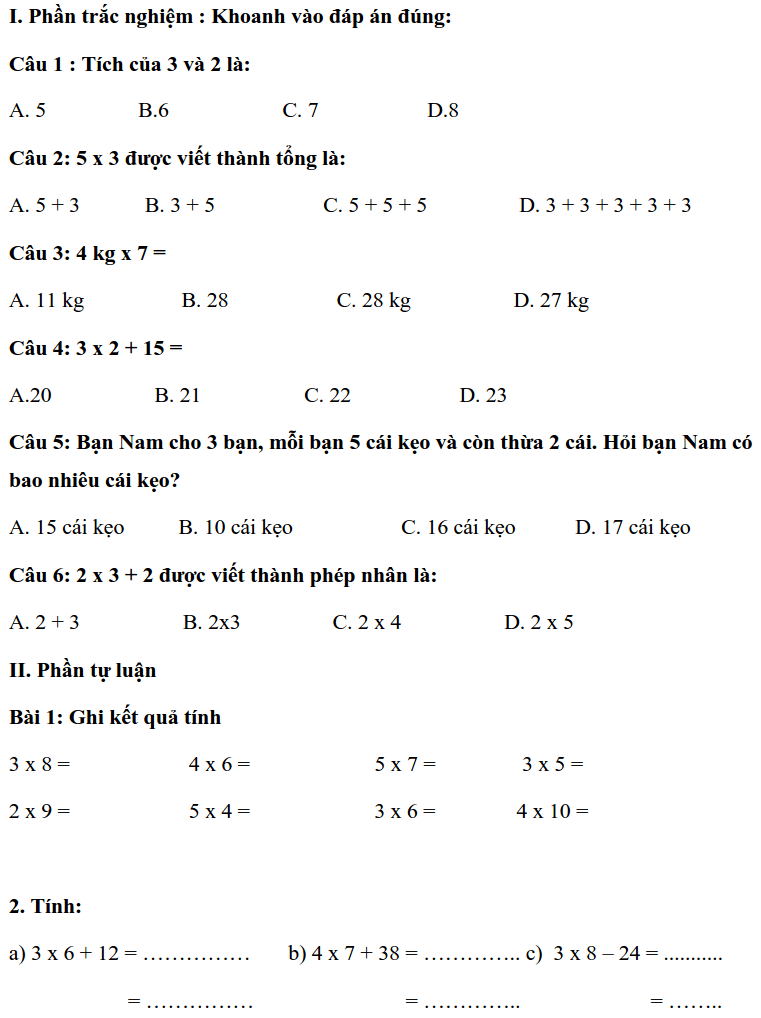 I. Phần trắc nghiệm : Khoanh vào đáp án đúng:
Câu 1 : Tích của 3 và 2 là:
A. 5 B.6 C. 7 D.8
Câu 2: 5 x 3 được viết thành tổng là:
A. 5 + 3 B. 3 + 5 C. 5 + 5 + 5 D. 3 + 3 + 3 + 3 + 3
Câu 3: 4 kg x 7 =
A. 11 kg B. 28 C. 28 kg D. 27 kg
Câu 4: 3 x 2 + 15 =
A.20 B. 21 C. 22 D. 23
Câu 5: Bạn Nam cho 3 bạn, mỗi bạn 5 cái kẹo và còn thừa 2 cái. Hỏi bạn Nam có
bao nhiêu cái kẹo?
A. 15 cái kẹo B. 10 cái kẹo C. 16 cái kẹo D. 17 cái kẹo
Câu 6: 2 x 3 + 2 được viết thành phép nhân là:
A. 2 + 3 B. 2x3 C. 2 x 4 D. 2 x 5
II. Phần tự luận
Bài 1: Ghi kết quả tính
3 x 8 = 4 x 6 = 5 x 7 = 3 x 5 =
2 x 9 = 5 x 4 = 3 x 6 = 4 x 10 =
2. Tính:
a) 3 x 6 + 12 = …………… b) 4 x 7 + 38 = ………….. c) 3 x 8 – 24 = ...........
= …………… = ………….. = ……..